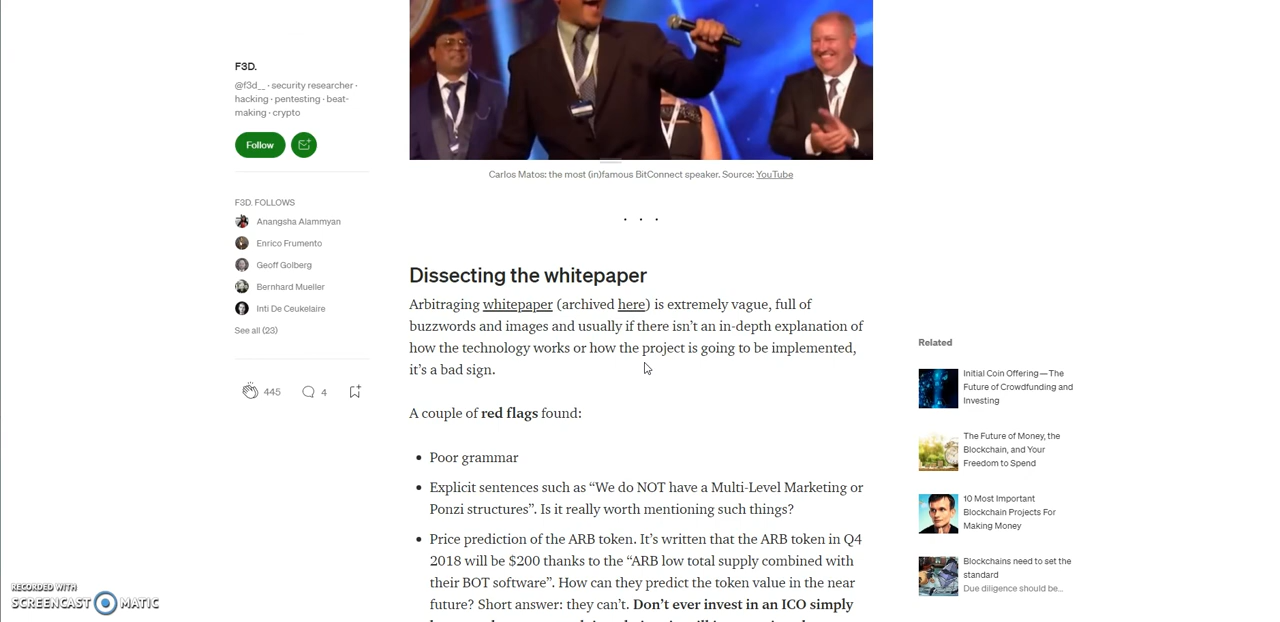 F3D.
@f3d__ · security researcher ·
hacking · pentesting · beat-
making · crypto
Follow
F3D. FOLLOWS
Anangsha Alammyan
Enrico Frumento
Geoff Golberg
Bernhard Mueller
Inti De Ceukelaire
See all (23)
445
4
Carlos Matos: the most (in)famous BitConnect speaker. Source: YouTube
. . .
Dissecting the whitepaper
Arbitraging whitepaper (archived here) is extremely vague, full of
buzzwords and images and usually if there isn’t an in-depth explanation of
how the technology works or how the project is going to be implemented,
it’s a bad sign.
A couple of red flags found:
• Poor grammar
• Explicit sentences such as “We do NOT have a Multi-Level Marketing or
Ponzi structures”. Is it really worth mentioning such things?
• Price prediction of the ARB token. It’s written that the ARB token in Q4
2018 will be $200 thanks to the “ARB low total supply combined with
their BOT software”. How can they predict the token value in the near
future? Short answer: they can’t. Don’t ever invest in an ICO simply
Related
Initial Coin Offering — The
Future of Crowdfunding and
Investing
The Future of Money, the
Blockchain, and Your
Freedom to Spend
10 Most Important
Blockchain Projects For
Making Money
Blockchains need to set the
standard
Due diligence should be...
RECORDED WITH
SCREENCAST MATIC